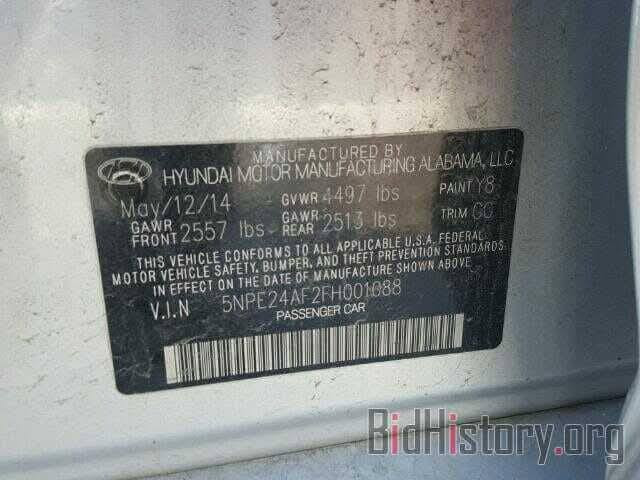 MANUFACTURED BY
HYUNDAI MOTOR MANUFACTURING ALABAMA, LLC
May/12/14 GVWR 4497 lbs PAINT Y8
GAWR FRONT 2557 lbs GAWR REAR 2513 lbs TRIM
THIS VEHICLE CONFORMS TO ALL APPLICABLE U.S.A. FEDERAL
MOTOR VEHICLE SAFETY, BUMPER, AND THEFT PREVENTION STANDARDS
IN EFFECT ON THE DATE OF MANUFACTURE SHOWN ABOVE.
V.I.N 5NPE24AF2FH001088
PASSENGER CAR
BidHistory.org